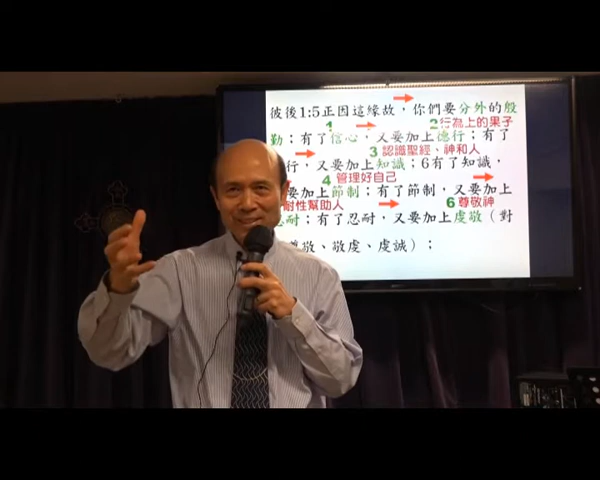 彼後1:5正因這緣故，你們要分外的殷
1 2行為上的果子
勤；有了信心，又要加上德行；有了
3 認識聖經、神和人
行，又要加上知識；6有了知識，
4 管理好自己
要加上節制；有了節制，又要加上
耐性幫助人 6尊敬神
忍耐；有了忍耐，又要加上虔敬（對
尊敬、敬虔、虔誠）；